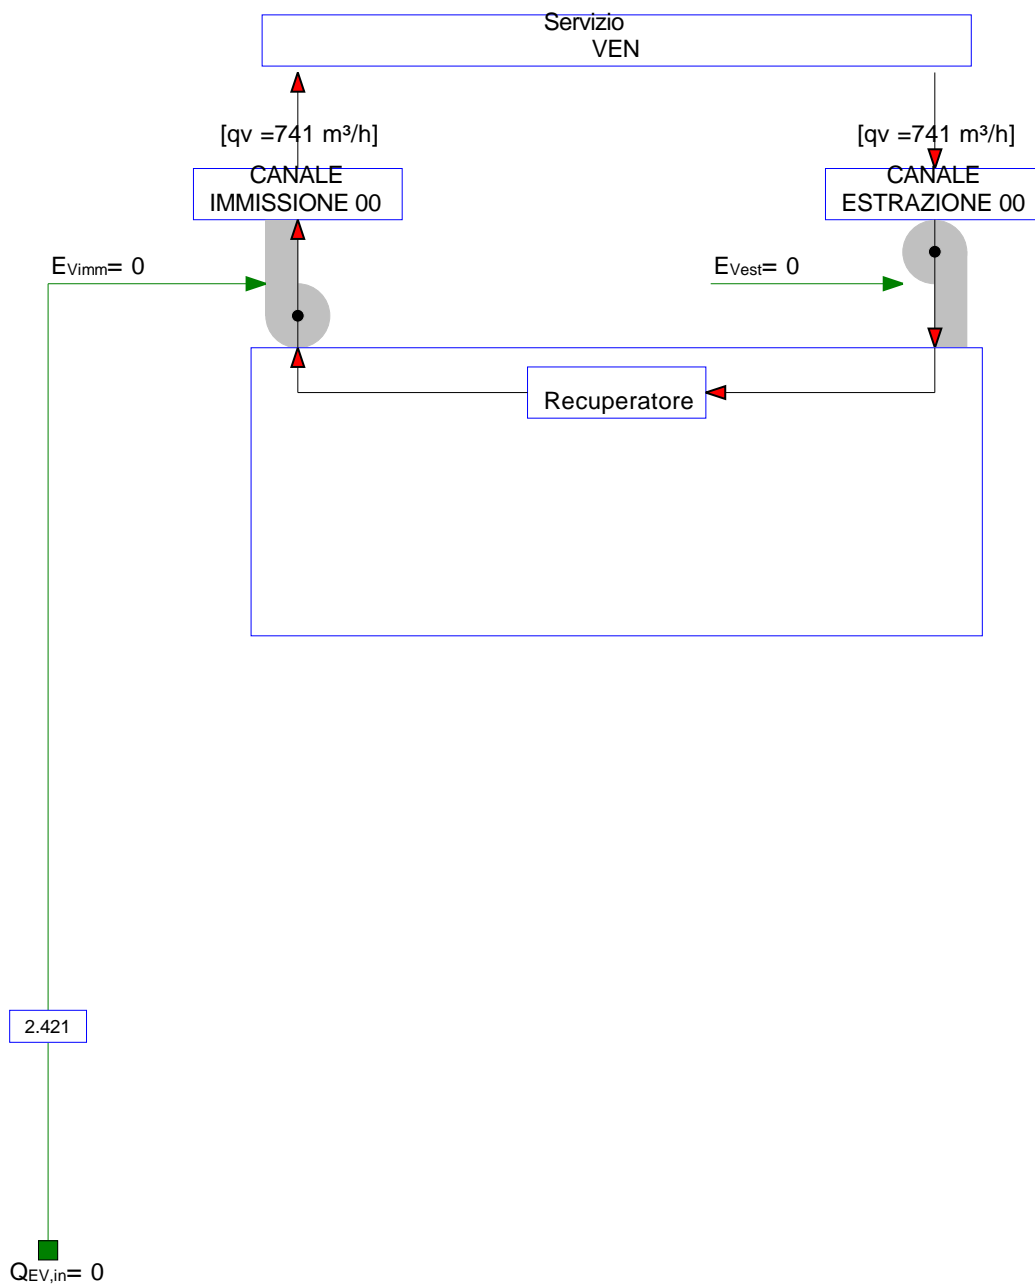 Servizio
VEN
[qv =741 m³/h]
[qv =741 m³/h]
CANALE
IMMISSIONE 00
CANALE
ESTRAZIONE 00
EVimm= 0
EVest= 0
Recuperatore
2.421
QEV,in= 0